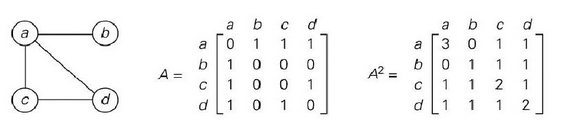 a b
c d
A =
a b c d
a 0 1 1 1
b 1 0 0 0
c 1 0 0 1
d 1 0 1 0
A² =
a b c d
a 3 0 1 1
b 0 1 1 1
c 1 1 2 1
d 1 1 1 2